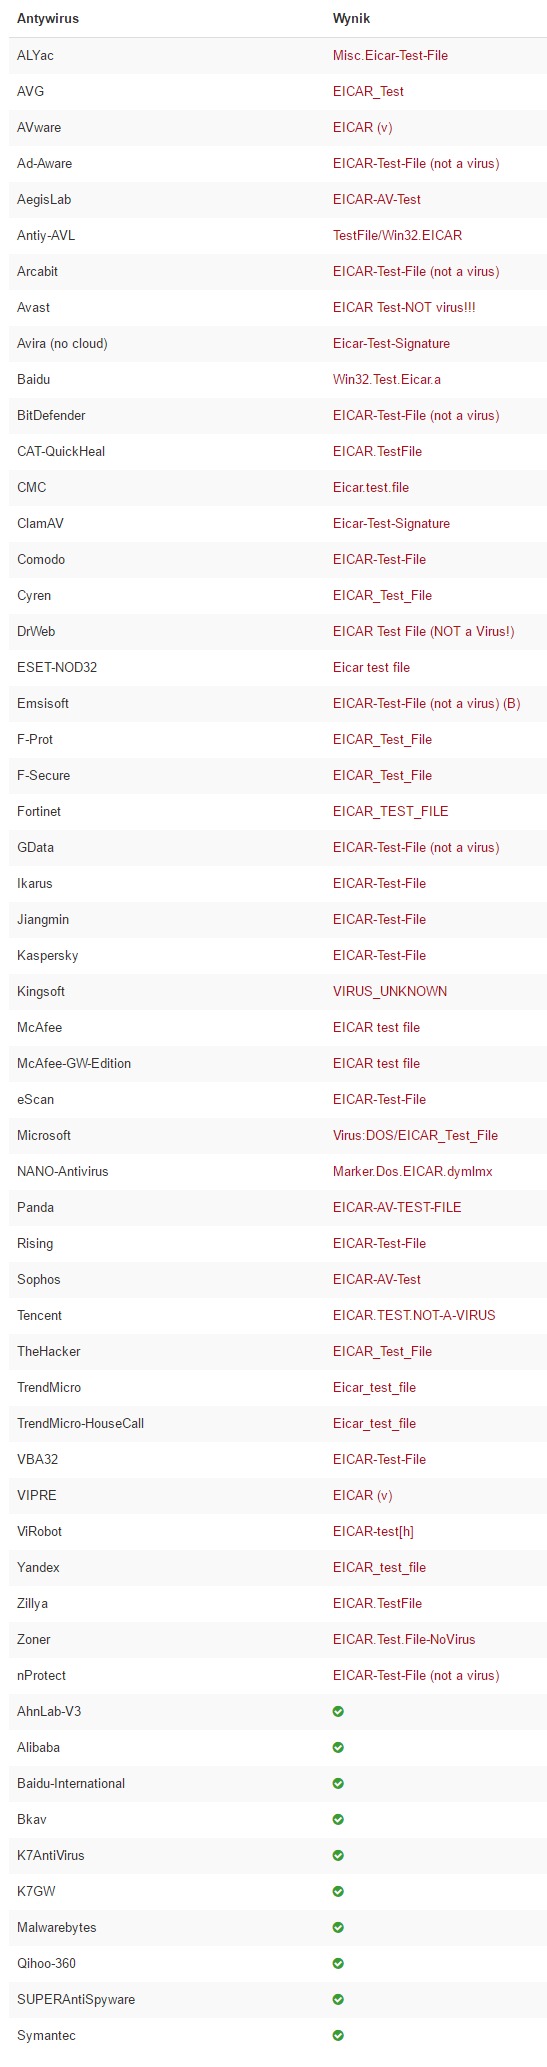 Antywirus Wynik
ALYac Misc.Eicar-Test-File
AVG EICAR_Test
AVware EICAR (v)
Ad-Aware EICAR-Test-File (not a virus)
AegisLab EICAR-AV-Test
Antiy-AVL TestFile/Win32.EICAR
Arcabit EICAR-Test-File (not a virus)
Avast EICAR Test-NOT virus!!!
Avira (no cloud) Eicar-Test-Signature
Baidu Win32.Test.Eicar.a
BitDefender EICAR-Test-File (not a virus)
CAT-QuickHeal EICAR.TestFile
CMC Eicar.test.file
ClamAV Eicar-Test-Signature
Comodo EICAR-Test-File
Cyren EICAR_Test_File
DrWeb EICAR Test File (NOT a Virus!)
ESET-NOD32 Eicar test file
Emsisoft EICAR-Test-File (not a virus) (B)
F-Prot EICAR_Test_File
F-Secure EICAR_Test_File
Fortinet EICAR_TEST_FILE
GData EICAR-Test-File (not a virus)
Ikarus EICAR-Test-File
Jiangmin EICAR-Test-File
Kaspersky EICAR-Test-File
Kingsoft VIRUS_UNKNOWN
McAfee EICAR test file
McAfee-GW-Edition EICAR test file
eScan EICAR-Test-File
Microsoft Virus:DOS/EICAR_Test_File
NANO-Antivirus Marker.Dos.EICAR.dymlmx
Panda EICAR-AV-TEST-FILE
Rising EICAR-Test-File
Sophos EICAR-AV-Test
Tencent EICAR.TEST.NOT-A-VIRUS
TheHacker EICAR_Test_File
TrendMicro Eicar_test_file
TrendMicro-HouseCall Eicar_test_file
VBA32 EICAR-Test-File
VIPRE EICAR (v)
ViRobot EICAR-test[h]
Yandex EICAR_test_file
Zillya EICAR.TestFile
Zoner EICAR.Test.File-NoVirus
nProtect EICAR-Test-File (not a virus)
AhnLab-V3
Alibaba
Baidu-International
Bkav
K7AntiVirus
K7GW
Malwarebytes
Qihoo-360
SUPERAntiSpyware
Symantec